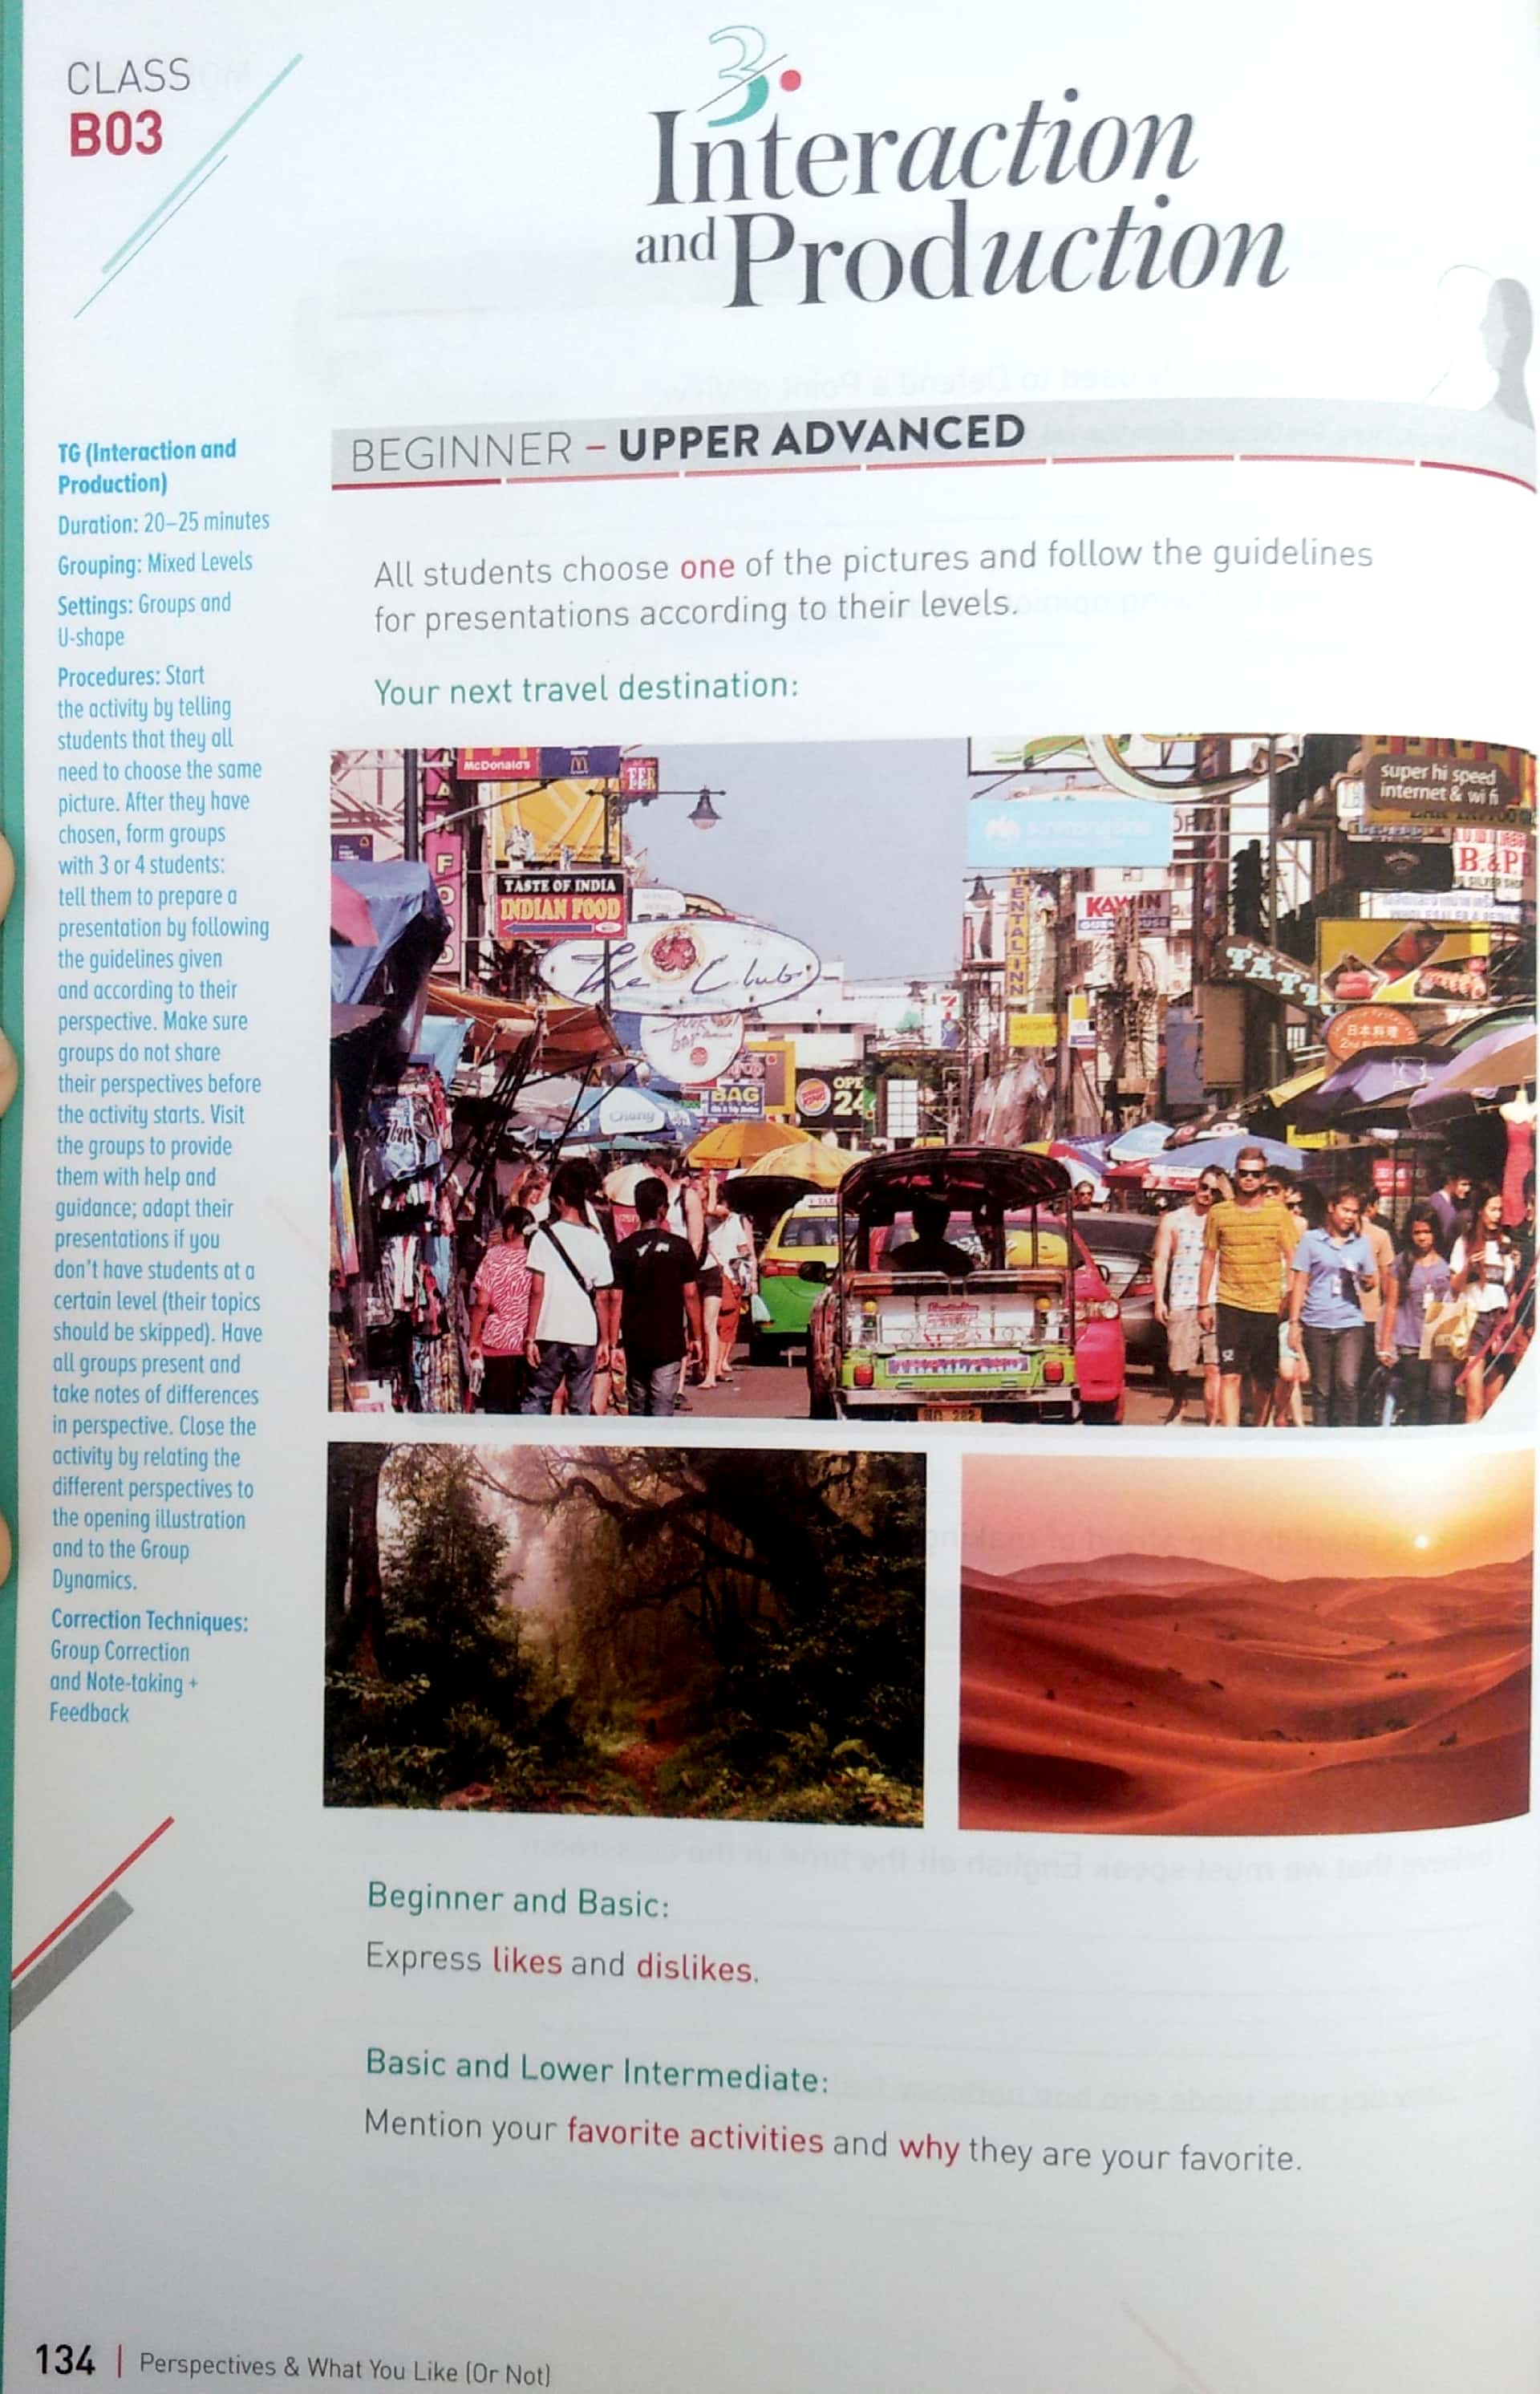 CLASS
B03
3.
Interaction
and Production
TG (Interaction and
Production)
Duration: 20–25 minutes
Grouping: Mixed Levels
Settings: Groups and
U-shape
Procedures: Start
the activity by telling
students that they all
need to choose the same
picture. After they have
chosen, form groups
with 3 or 4 students:
tell them to prepare a
presentation by following
the guidelines given
and according to their
perspective. Make sure
groups do not share
their perspectives before
the activity starts. Visit
the groups to provide
them with help and
guidance; adapt their
presentations if you
don't have students at a
certain level (their topics
should be skipped). Have
all groups present and
take notes of differences
in perspective. Close the
activity by relating the
different perspectives to
the opening illustration
and to the Group
Dynamics.
Correction Techniques:
Group Correction
and Note-taking +
Feedback
BEGINNER – UPPER ADVANCED
All students choose one of the pictures and follow the guidelines
for presentations according to their levels.
Your next travel destination:
McDonald's
TASTE OF INDIA
INDIAN FOOD
The Club
BAG
BURGER KING
super hi speed
internet & wi fi
B.&P.
KAWIN
TATT
日本料理
Beginner and Basic:
Express likes and dislikes.
Basic and Lower Intermediate:
Mention your favorite activities and why they are your favorite.
134 | Perspectives & What You Like (Or Not)